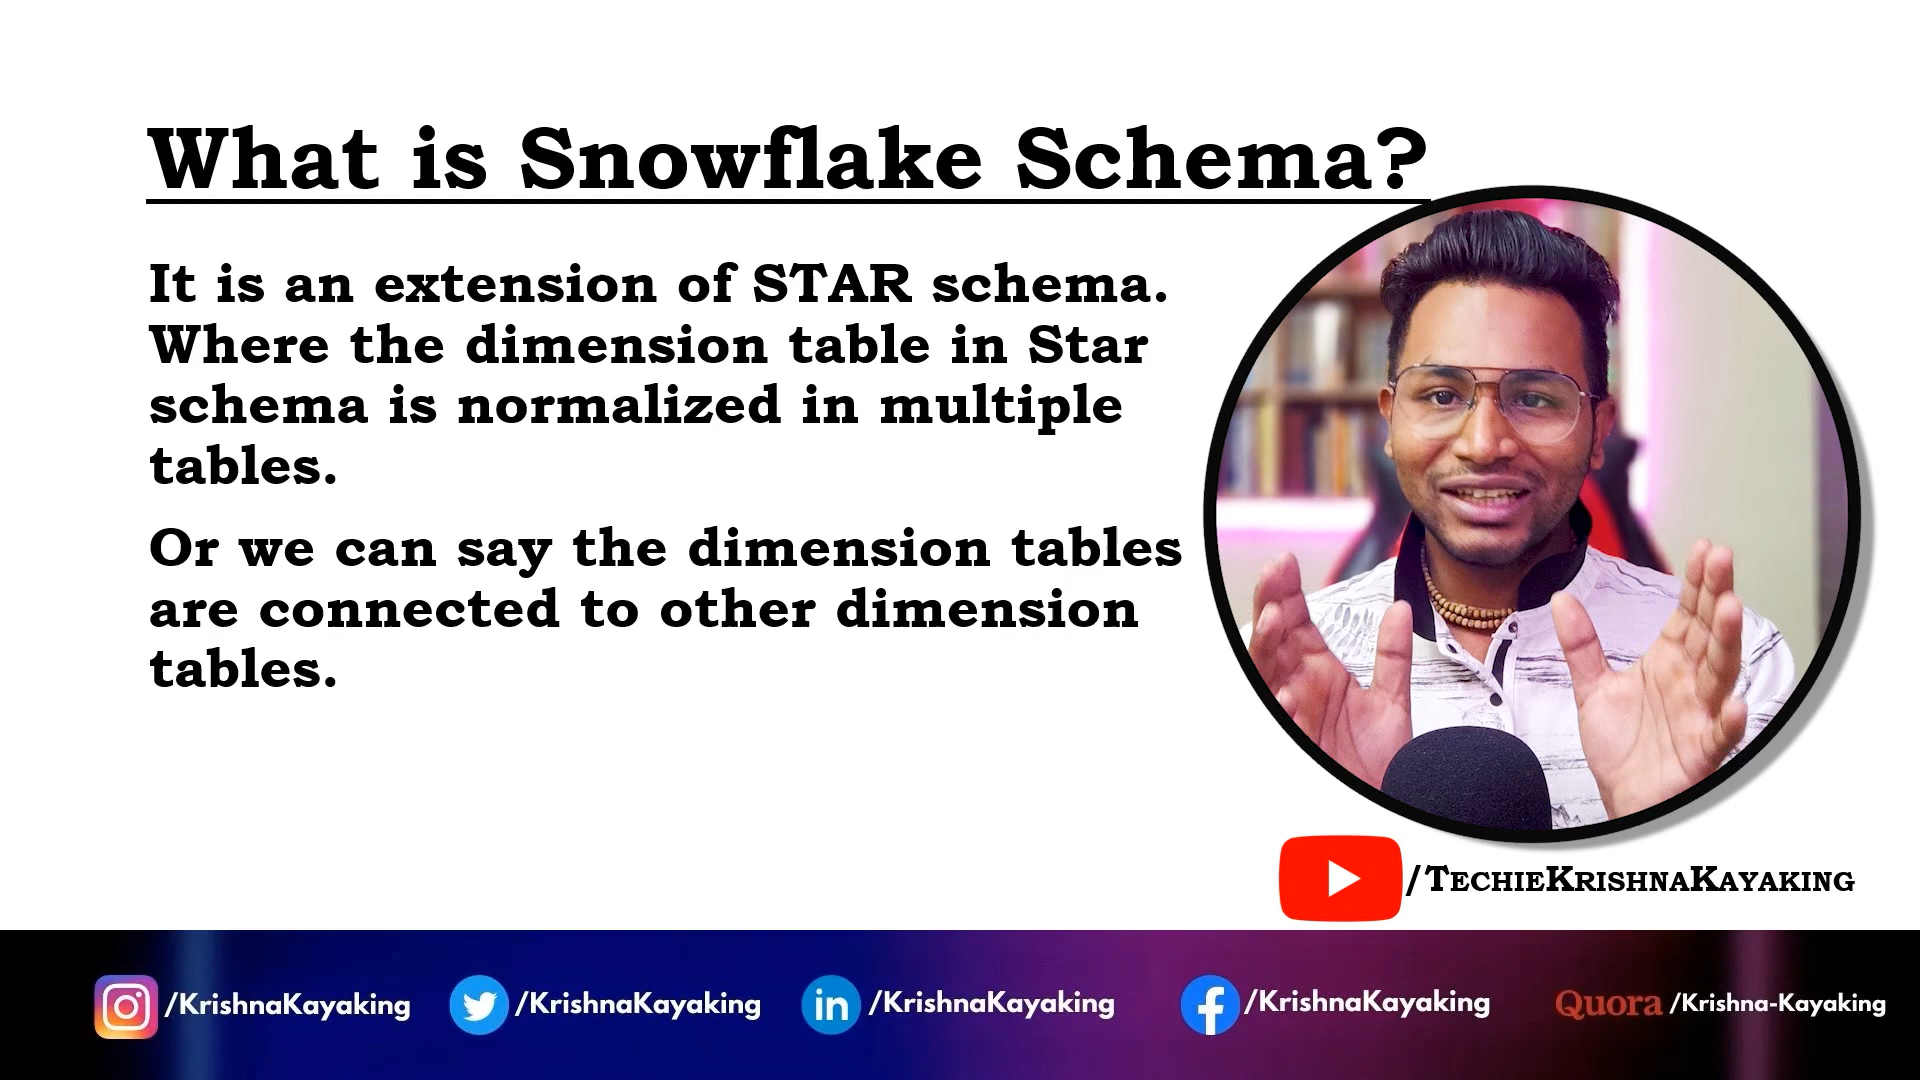 What is Snowflake Schema?
It is an extension of STAR schema.
Where the dimension table in Star
schema is normalized in multiple
tables.
Or we can say the dimension tables
are connected to other dimension
tables.
/TechieKrishnaKayaking
/KrishnaKayaking
/KrishnaKayaking
in /KrishnaKayaking
/KrishnaKayaking
Quora /Krishna-Kayaking